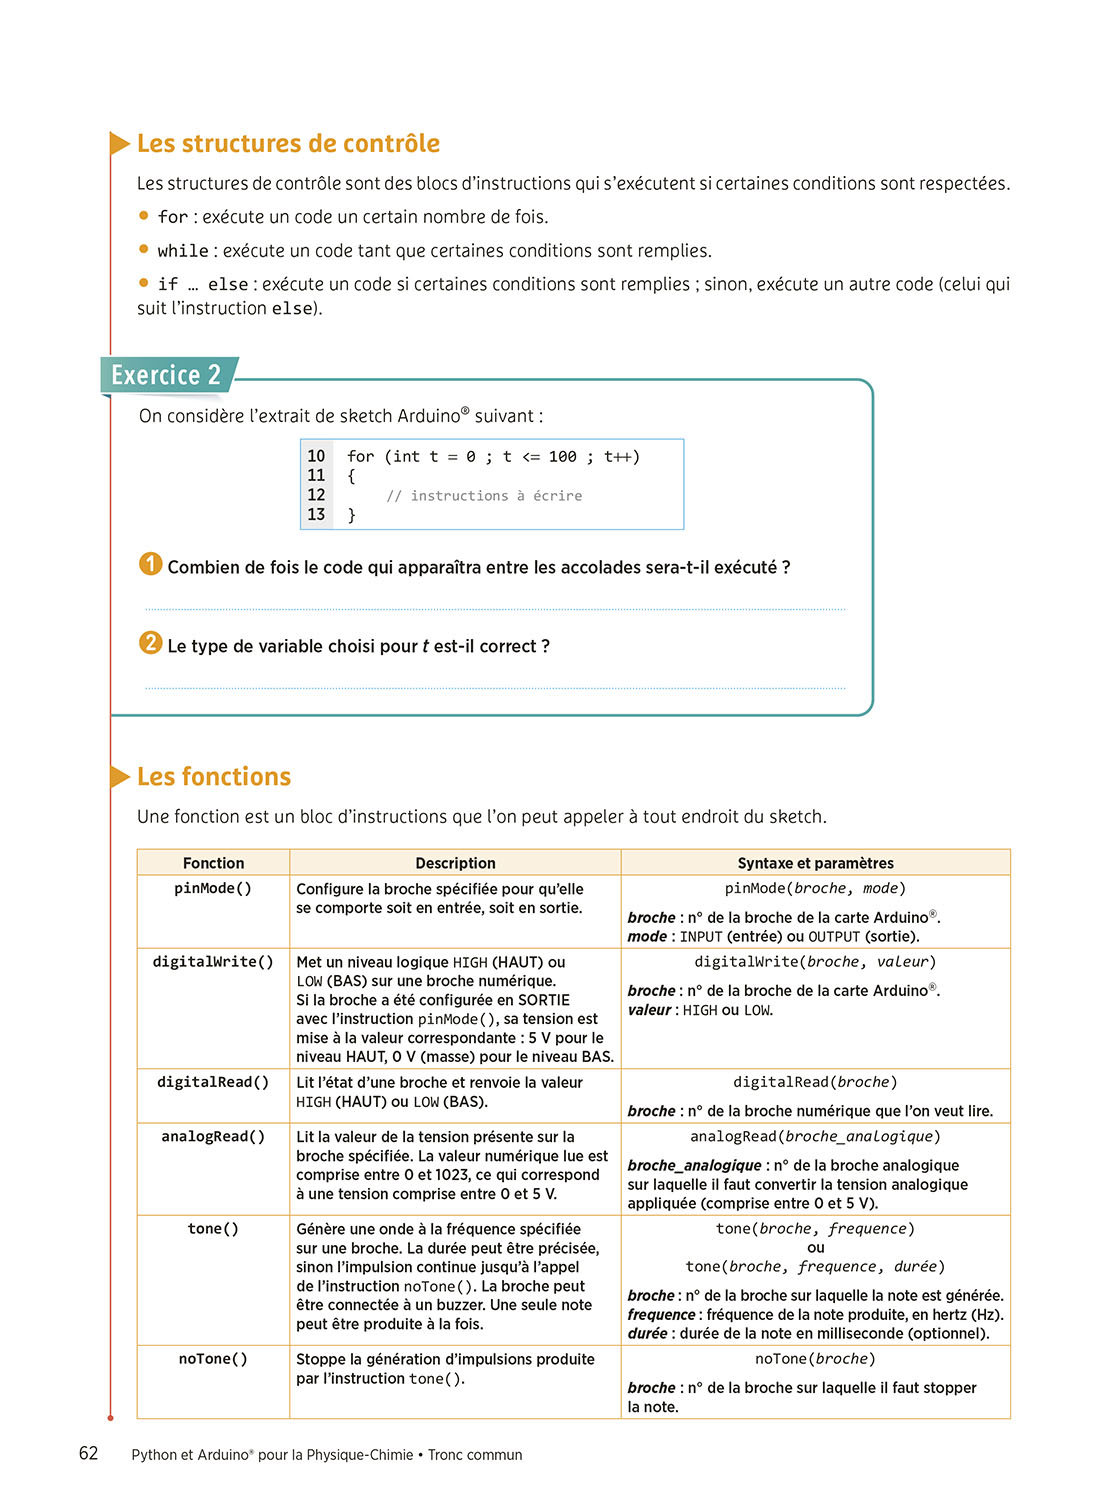 Les structures de contrôle
Les structures de contrôle sont des blocs d'instructions qui s'exécutent si certaines conditions sont respectées.
• for : exécute un code un certain nombre de fois.
• while : exécute un code tant que certaines conditions sont remplies.
• if … else : exécute un code si certaines conditions sont remplies ; sinon, exécute un autre code (celui qui
suit l'instruction else).
Exercice 2
On considère l'extrait de sketch Arduino® suivant :
10 for (int t = 0 ; t <= 100 ; t++)
11 {
12 // instructions à écrire
13 }
1 Combien de fois le code qui apparaîtra entre les accolades sera-t-il exécuté ?
2 Le type de variable choisi pour t est-il correct ?
Les fonctions
Une fonction est un bloc d'instructions que l'on peut appeler à tout endroit du sketch.
Fonction Description Syntaxe et paramètres
pinMode()
Configure la broche spécifiée pour qu'elle
se comporte soit en entrée, soit en sortie.
pinMode(broche, mode)
broche : n° de la broche de la carte Arduino®.
mode : INPUT (entrée) ou OUTPUT (sortie).
digitalWrite()
Met un niveau logique HIGH (HAUT) ou
LOW (BAS) sur une broche numérique.
Si la broche a été configurée en SORTIE
avec l'instruction pinMode(), sa tension est
mise à la valeur correspondante : 5 V pour le
niveau HAUT, 0 V (masse) pour le niveau BAS.
digitalWrite(broche, valeur)
broche : n° de la broche de la carte Arduino®.
valeur : HIGH ou LOW.
digitalRead()
Lit l'état d'une broche et renvoie la valeur
HIGH (HAUT) ou LOW (BAS).
digitalRead(broche)
broche : n° de la broche numérique que l'on veut lire.
analogRead()
Lit la valeur de la tension présente sur la
broche spécifiée. La valeur numérique lue est
comprise entre 0 et 1023, ce qui correspond
à une tension comprise entre 0 et 5 V.
analogRead(broche_analogique)
broche_analogique : n° de la broche analogique
sur laquelle il faut convertir la tension analogique
appliquée (comprise entre 0 et 5 V).
tone()
Génère une onde à la fréquence spécifiée
sur une broche. La durée peut être précisée,
sinon l'impulsion continue jusqu'à l'appel
de l'instruction noTone(). La broche peut
être connectée à un buzzer. Une seule note
peut être produite à la fois.
tone(broche, frequence)
ou
tone(broche, frequence, durée)
broche : n° de la broche sur laquelle la note est générée.
frequence : fréquence de la note produite, en hertz (Hz).
durée : durée de la note en milliseconde (optionnel).
noTone()
Stoppe la génération d'impulsions produite
par l'instruction tone().
noTone(broche)
broche : n° de la broche sur laquelle il faut stopper
la note.
62 Python et Arduino® pour la Physique-Chimie • Tronc commun